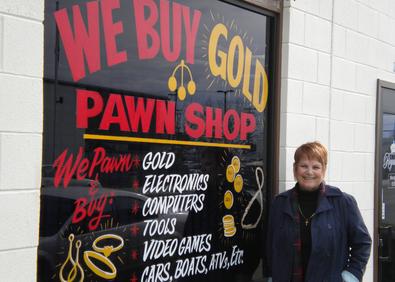 WE BUY GOLD
PAWN SHOP
We Pawn
&
Buy:
* GOLD
* ELECTRONICS
* COMPUTERS
* TOOLS
* VIDEO GAMES
* CARS, BOATS, ATVs, Etc.